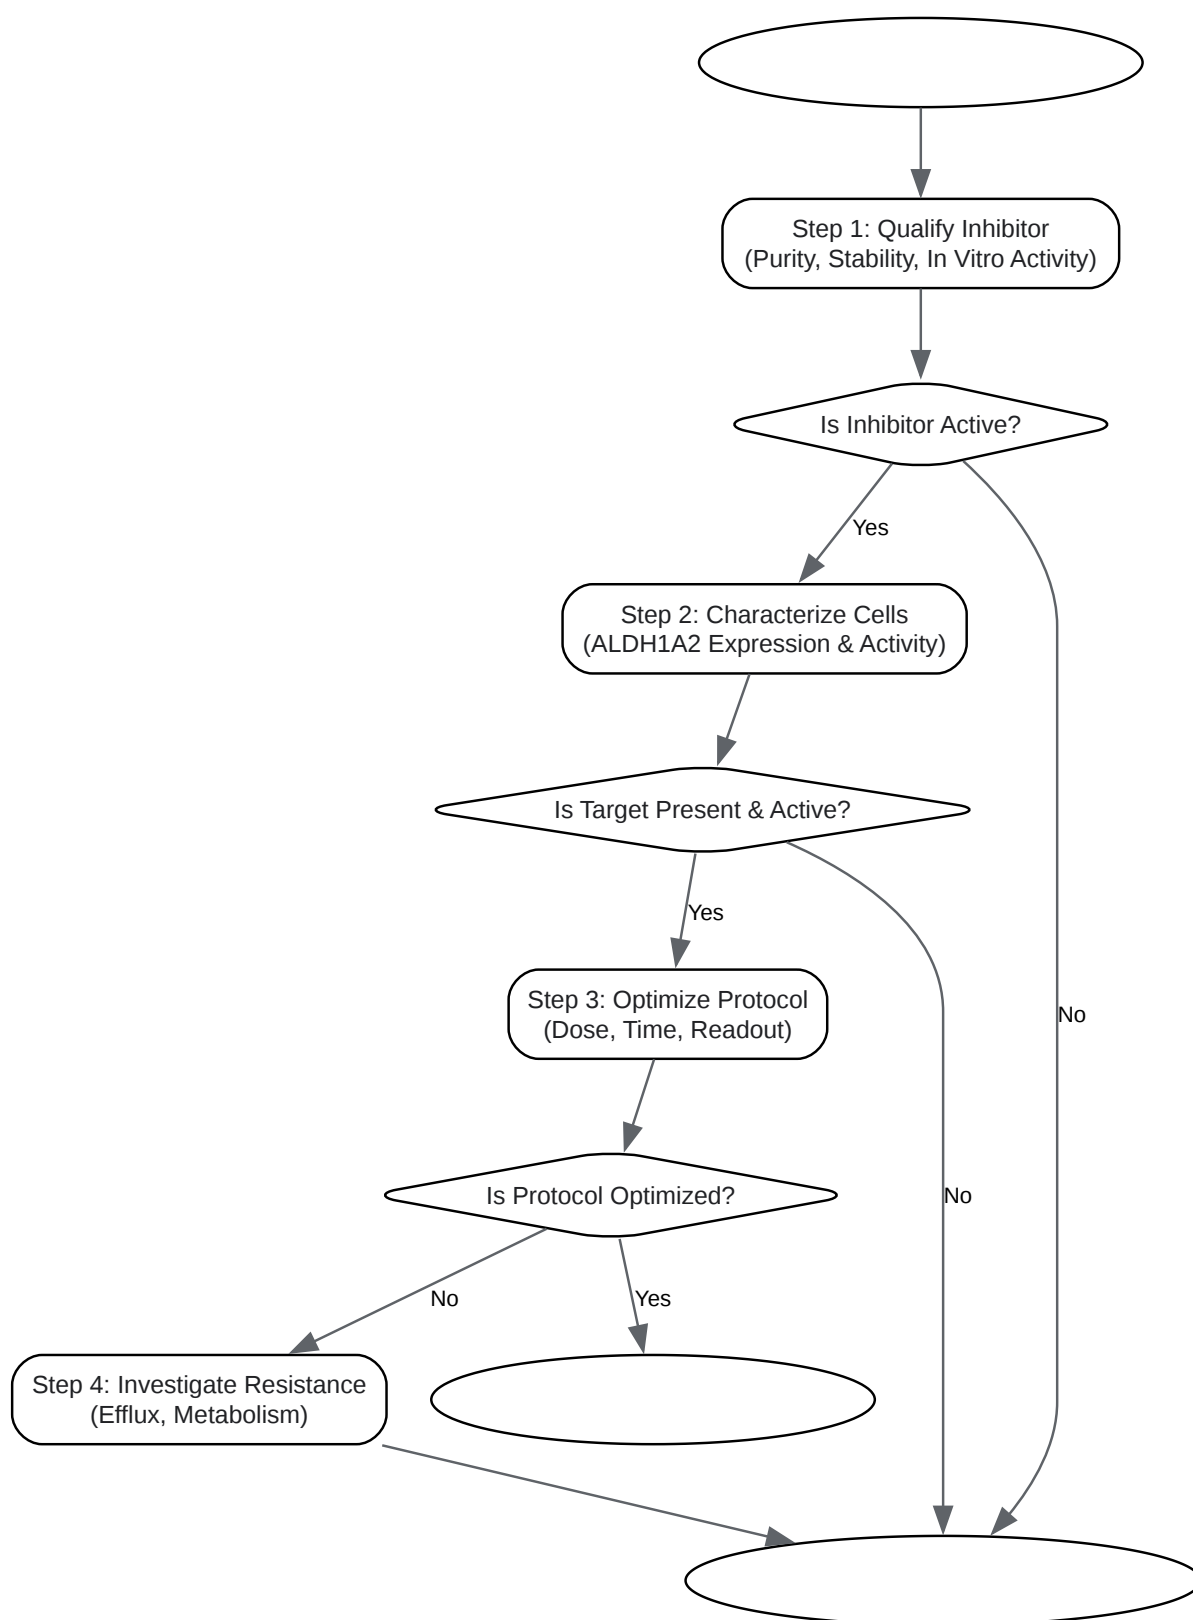 Step 1: Qualify Inhibitor
(Purity, Stability, In Vitro Activity)
Is Inhibitor Active?
Yes
Step 2: Characterize Cells
(ALDH1A2 Expression & Activity)
Is Target Present & Active?
Yes
Step 3: Optimize Protocol
(Dose, Time, Readout)
No
Is Protocol Optimized?
No
No
Yes
Step 4: Investigate Resistance
(Efflux, Metabolism)